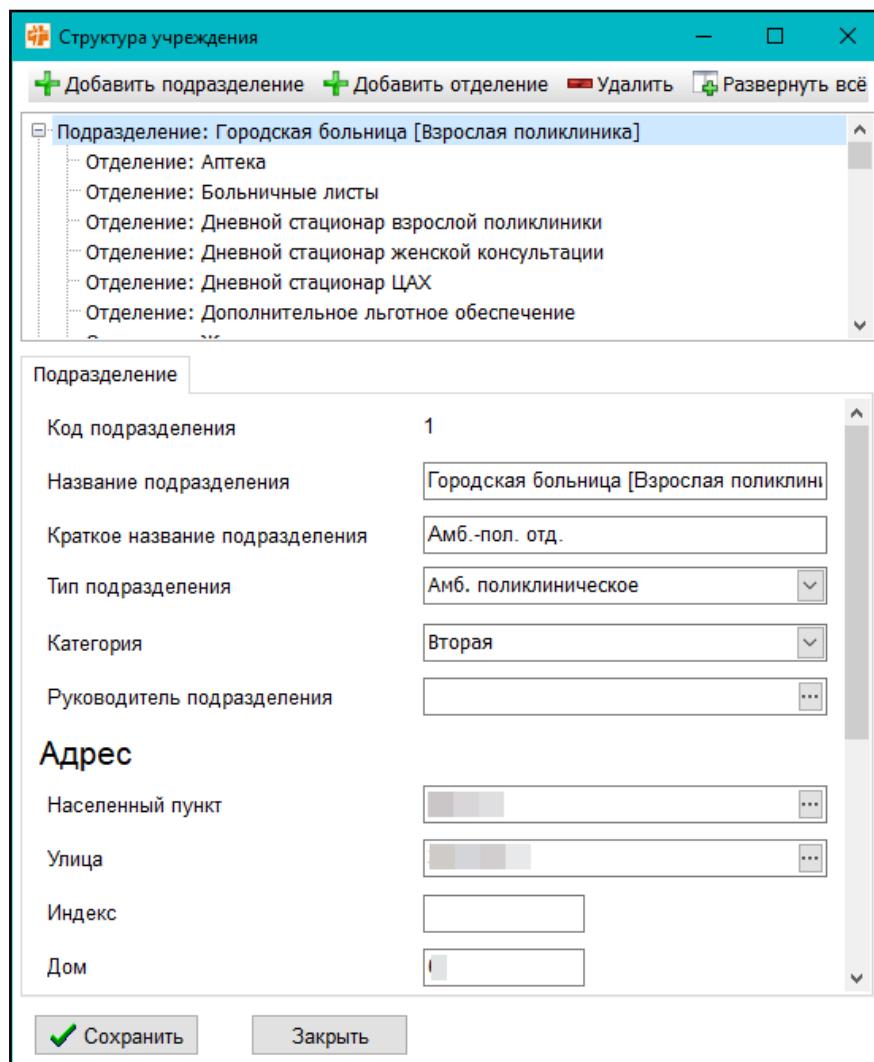 Структура учреждения
Добавить подразделение Добавить отделение Удалить Развернуть всё
Подразделение: Городская больница [Взрослая поликлиника]
Отделение: Аптека
Отделение: Больничные листы
Отделение: Дневной стационар взрослой поликлиники
Отделение: Дневной стационар женской консультации
Отделение: Дневной стационар ЦАХ
Отделение: Дополнительное льготное обеспечение
Подразделение
Код подразделения 1
Название подразделения Городская больница [Взрослая поликлини
Краткое название подразделения Амб.-пол. отд.
Тип подразделения Амб. поликлиническое
Категория Вторая
Руководитель подразделения
Адрес
Населенный пункт
Улица
Индекс
Дом
Сохранить Закрыть